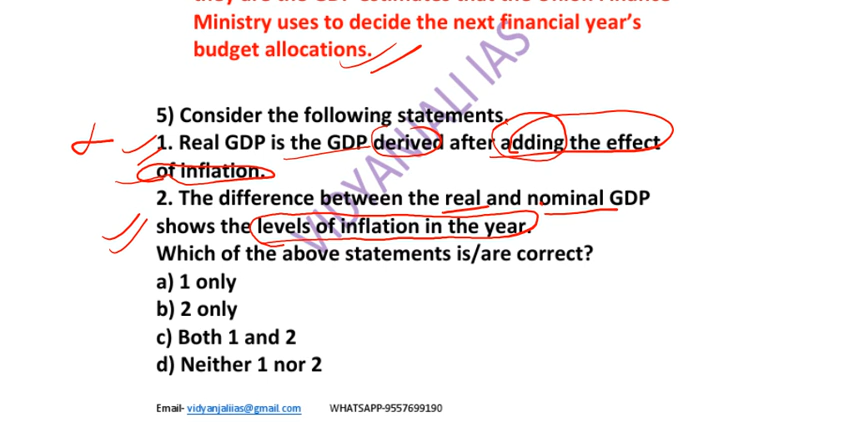 Ministry uses to decide the next financial year's
budget allocations.
5) Consider the following statements.
1. Real GDP is the GDP derived after adding the effect
of inflation.
2. The difference between the real and nominal GDP
shows the levels of inflation in the year.
Which of the above statements is/are correct?
a) 1 only
b) 2 only
c) Both 1 and 2
d) Neither 1 nor 2
Email- vidyanjaliias@gmail.com WHATSAPP-9557699190
VIDYANJALI IAS